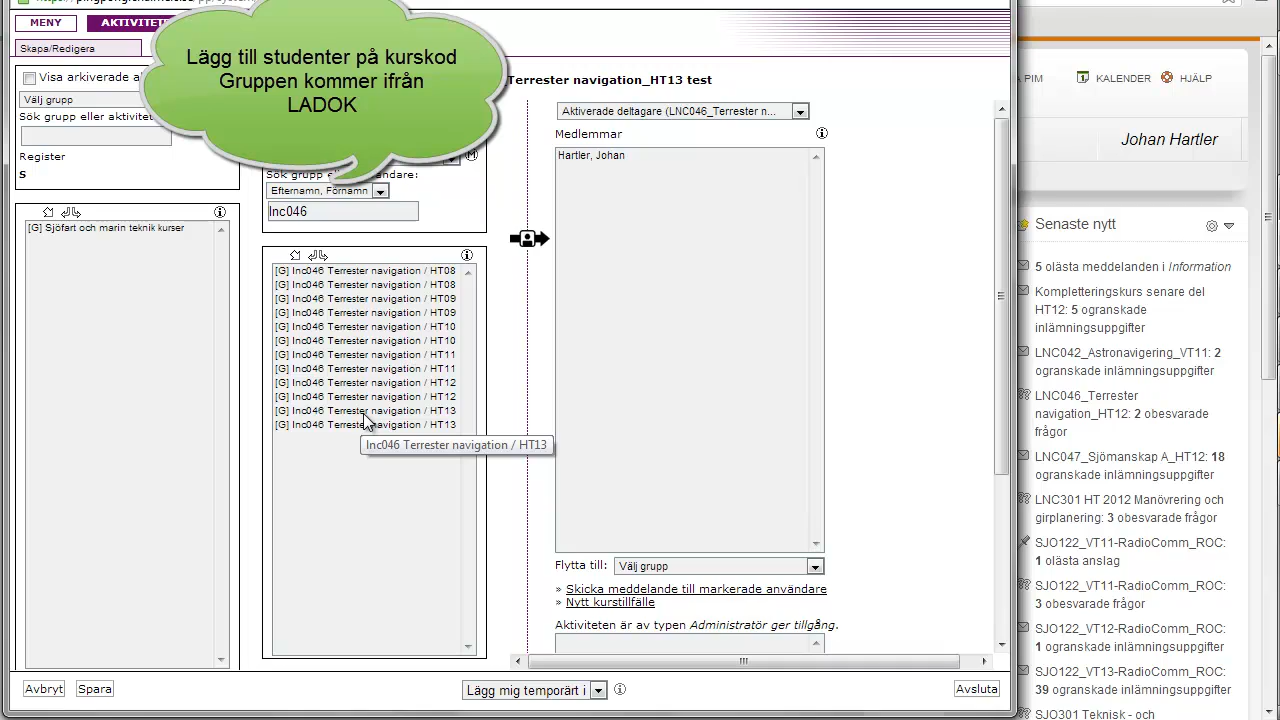 MENY
Skapa/Redigera
Visa arkiverade
Välj grupp
Sök grupp eller
Register
S
[G] Sjöfart och marin teknik kurser
Lägg till studenter på kurskod
Gruppen kommer ifrån
LADOK
Sök grupp
Efternamn, Förnamn
lnc046
[G] lnc046 Terrester navigation / HT08
[G] lnc046 Terrester navigation / HT08
[G] lnc046 Terrester navigation / HT09
[G] lnc046 Terrester navigation / HT09
[G] lnc046 Terrester navigation / HT10
[G] lnc046 Terrester navigation / HT10
[G] lnc046 Terrester navigation / HT11
[G] lnc046 Terrester navigation / HT11
[G] lnc046 Terrester navigation / HT12
[G] lnc046 Terrester navigation / HT12
[G] lnc046 Terrester navigation / HT13
[G] lnc046 Terrester navigation / HT13
lnc046 Terrester navigation / HT13
Terrester navigation_HT13 test
Aktiverade deltagare (LNC046_Terrester n...
Medlemmar
Hartler, Johan
Flytta till: Välj grupp
» Skicka meddelande till markerade användare
» Nytt kurstillfälle
Aktiviteten är av typen Administratör ger tillgång.
Avbryt
Spara
Lägg mig temporärt i
Avsluta
PIM
KALENDER
HJÄLP
Johan Hartler
Senaste nytt
5 olästa meddelanden i Information
Kompletteringskurs senare del
HT12: 5 ogranskade
inlämningsuppgifter
LNC042_Astronavigering_VT11: 2
ogranskade inlämningsuppgifter
LNC046_Terrester
navigation_HT12: 2 obesvarade
frågor
LNC047_Sjömanskap A_HT12: 18
ogranskade inlämningsuppgifter
LNC301 HT 2012 Manövrering och
girplanering: 3 obesvarade frågor
SJO122_VT11-RadioComm_ROC:
1 olästa anslag
SJO122_VT11-RadioComm_ROC:
3 obesvarade frågor
SJO122_VT12-RadioComm_ROC:
1 ogranskade inlämningsuppgifter
SJO122_VT13-RadioComm_ROC:
39 ogranskade inlämningsuppgifter
SJO301 Teknisk - och